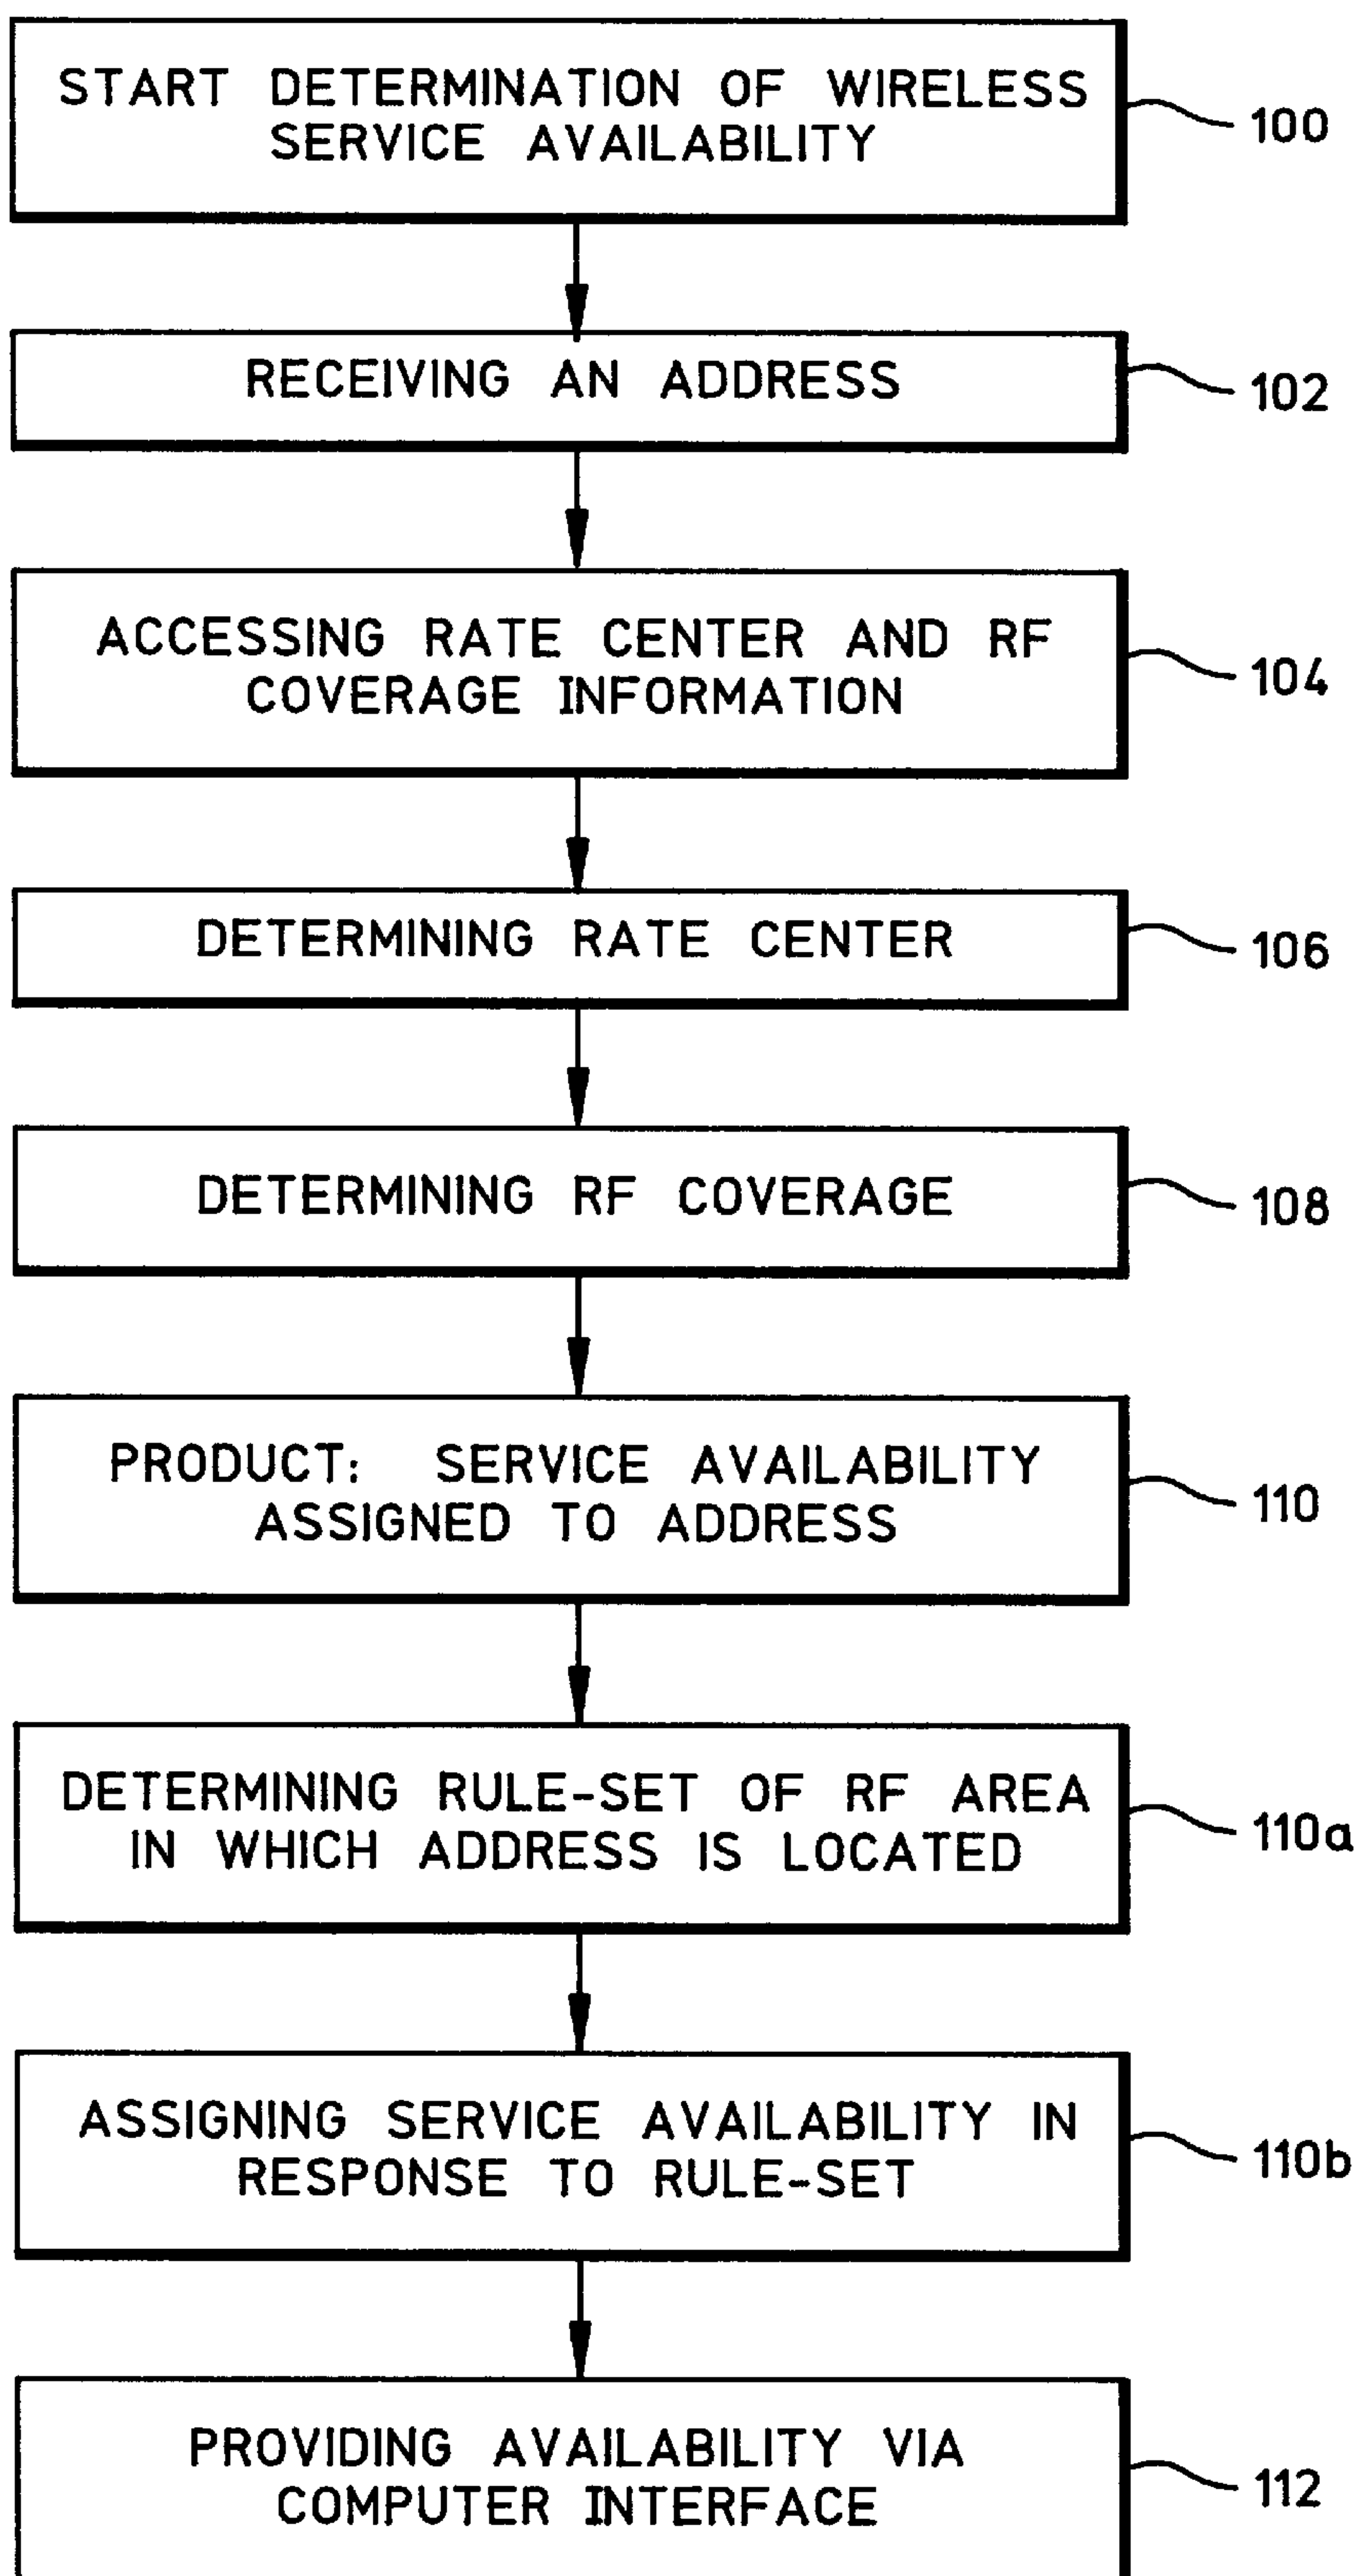 START DETERMINATION OF WIRELESS
SERVICE AVAILABILITY
100
RECEIVING AN ADDRESS
102
ACCESSING RATE CENTER AND RF
COVERAGE INFORMATION
104
DETERMINING RATE CENTER
106
DETERMINING RF COVERAGE
108
PRODUCT: SERVICE AVAILABILITY
ASSIGNED TO ADDRESS
110
DETERMINING RULE-SET OF RF AREA
IN WHICH ADDRESS IS LOCATED
110a
ASSIGNING SERVICE AVAILABILITY IN
RESPONSE TO RULE-SET
110b
PROVIDING AVAILABILITY VIA
COMPUTER INTERFACE
112